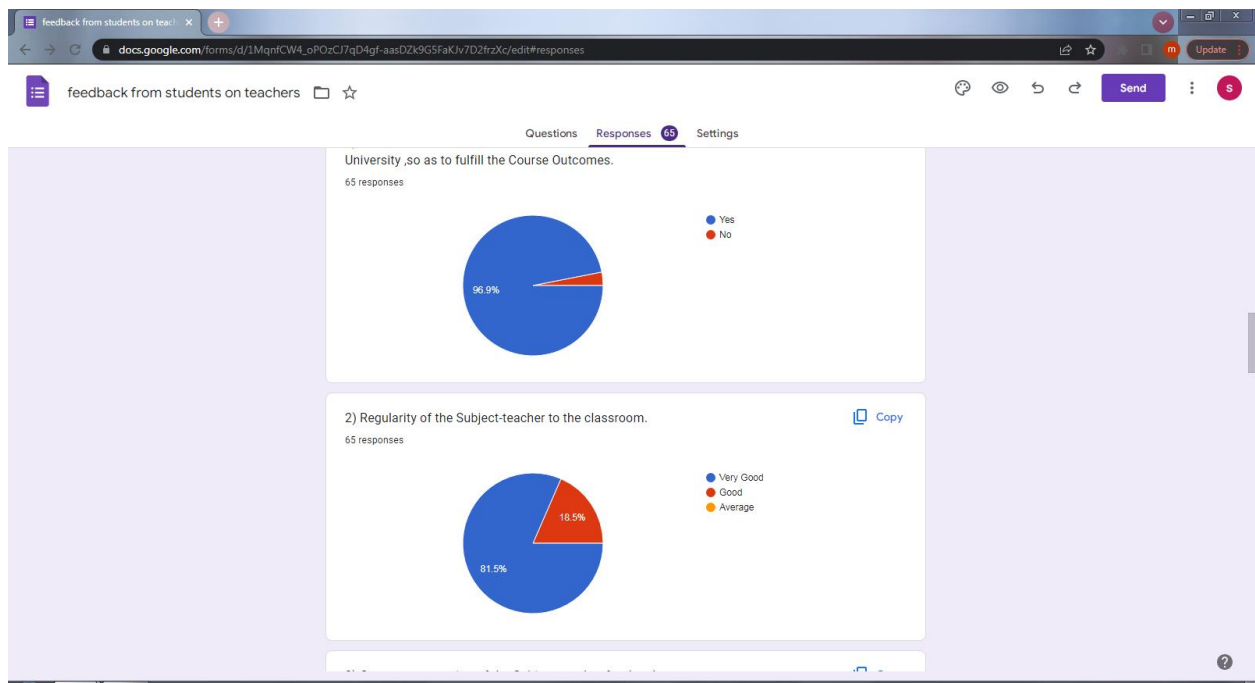 feedback from students on teach
docs.google.com/forms/d/1MqnfCW4_oPOzCJ7qD4gf-aasDZk9G5FaKJv7D2frzXc/edit#responses
m
Update
feedback from students on teachers
Send
S
Questions Responses 65 Settings
University ,so as to fulfill the Course Outcomes.
65 responses
Yes
No
96.9%
2) Regularity of the Subject-teacher to the classroom.
Copy
65 responses
Very Good
Good
Average
18.5%
81.5%